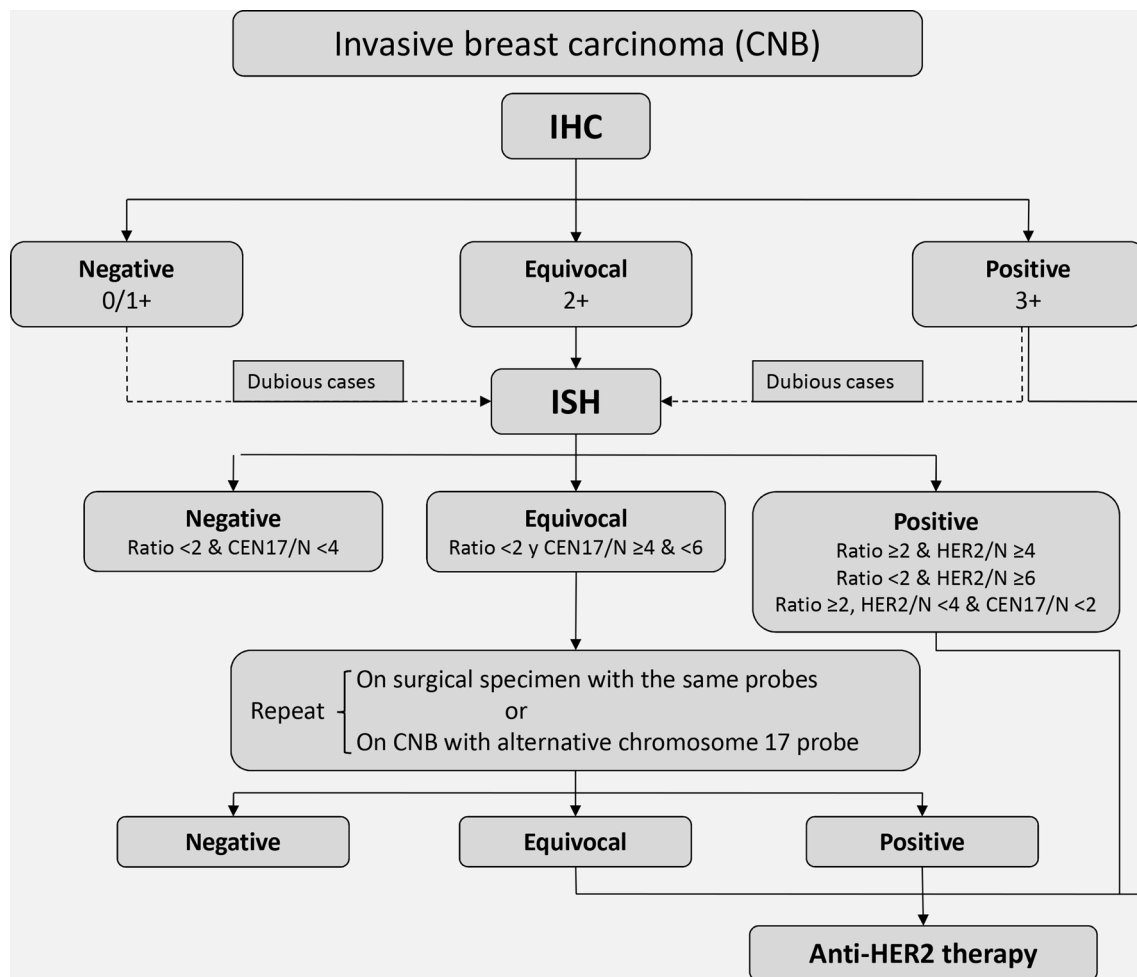 Invasive breast carcinoma (CNB)
IHC
Negative
0/1+
Equivocal
2+
Positive
3+
Dubious cases
Dubious cases
ISH
Negative
Ratio <2 & CEN17/N <4
Equivocal
Ratio <2 y CEN17/N ≥4 & <6
Positive
Ratio ≥2 & HER2/N ≥4
Ratio <2 & HER2/N ≥6
Ratio ≥2, HER2/N <4 & CEN17/N <2
Repeat
On surgical specimen with the same probes
or
On CNB with alternative chromosome 17 probe
Negative
Equivocal
Positive
Anti-HER2 therapy